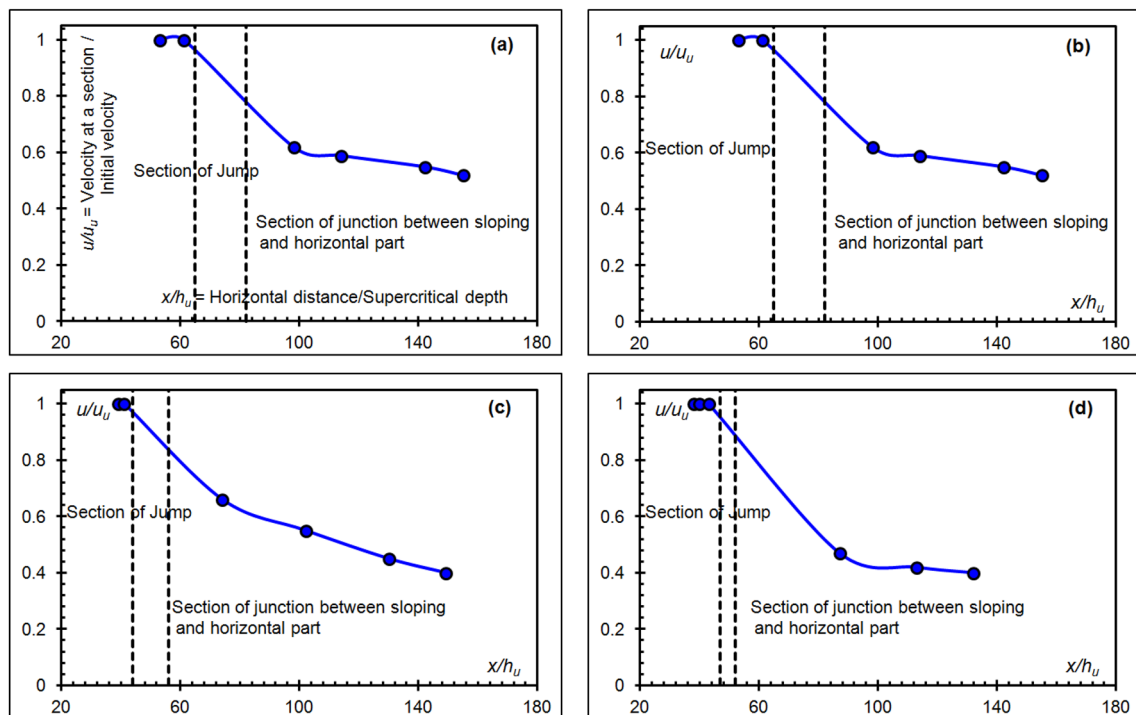 (a)
u/uu = Velocity at a section /
Initial velocity
1
0.8
0.6
0.4
0.2
0
Section of Jump
Section of junction between sloping
and horizontal part
x/hu = Horizontal distance/Supercritical depth
20 60 100 140 180
(b)
u/uu
1
0.8
0.6
0.4
0.2
0
Section of Jump
Section of junction between sloping
and horizontal part
x/hu
20 60 100 140 180
(c)
u/uu
1
0.8
0.6
0.4
0.2
0
Section of Jump
Section of junction between sloping
and horizontal part
x/hu
20 60 100 140 180
(d)
u/uu
1
0.8
0.6
0.4
0.2
0
Section of Jump
Section of junction between sloping
and horizontal part
x/hu
20 60 100 140 180